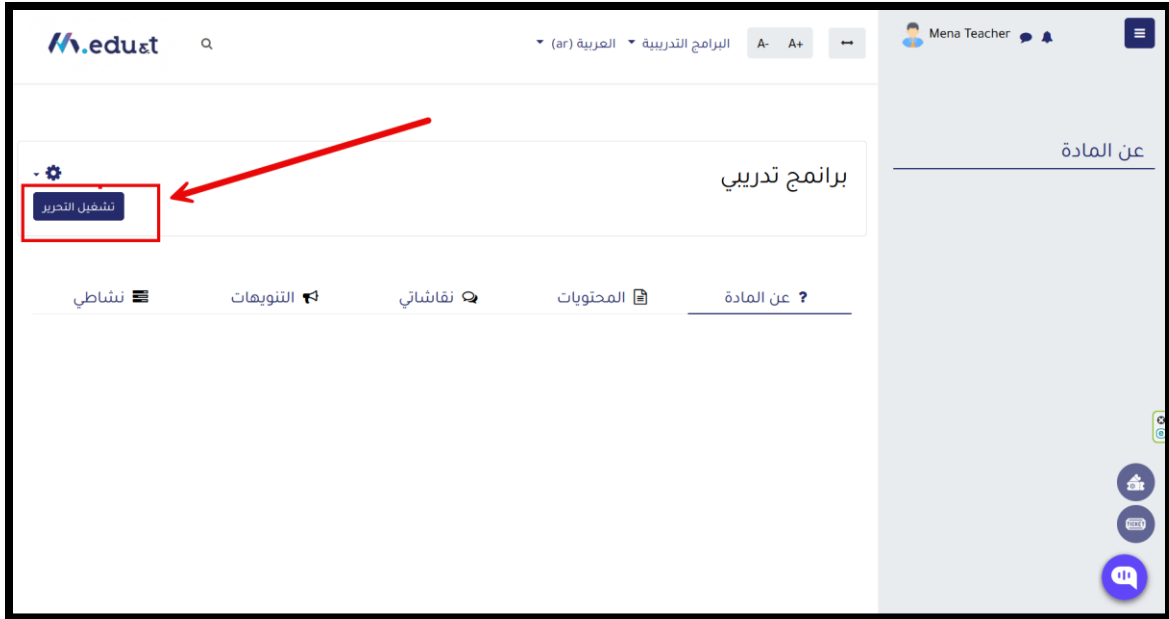 M.edu&t
البرامج التدريبية
العربية ‎(ar)‎
A- A+
Mena Teacher
عن المادة
برانمج تدريبي
تشغيل التحرير
? عن المادة
المحتويات
نقاشاتي
التنويهات
نشاطي
TICKET